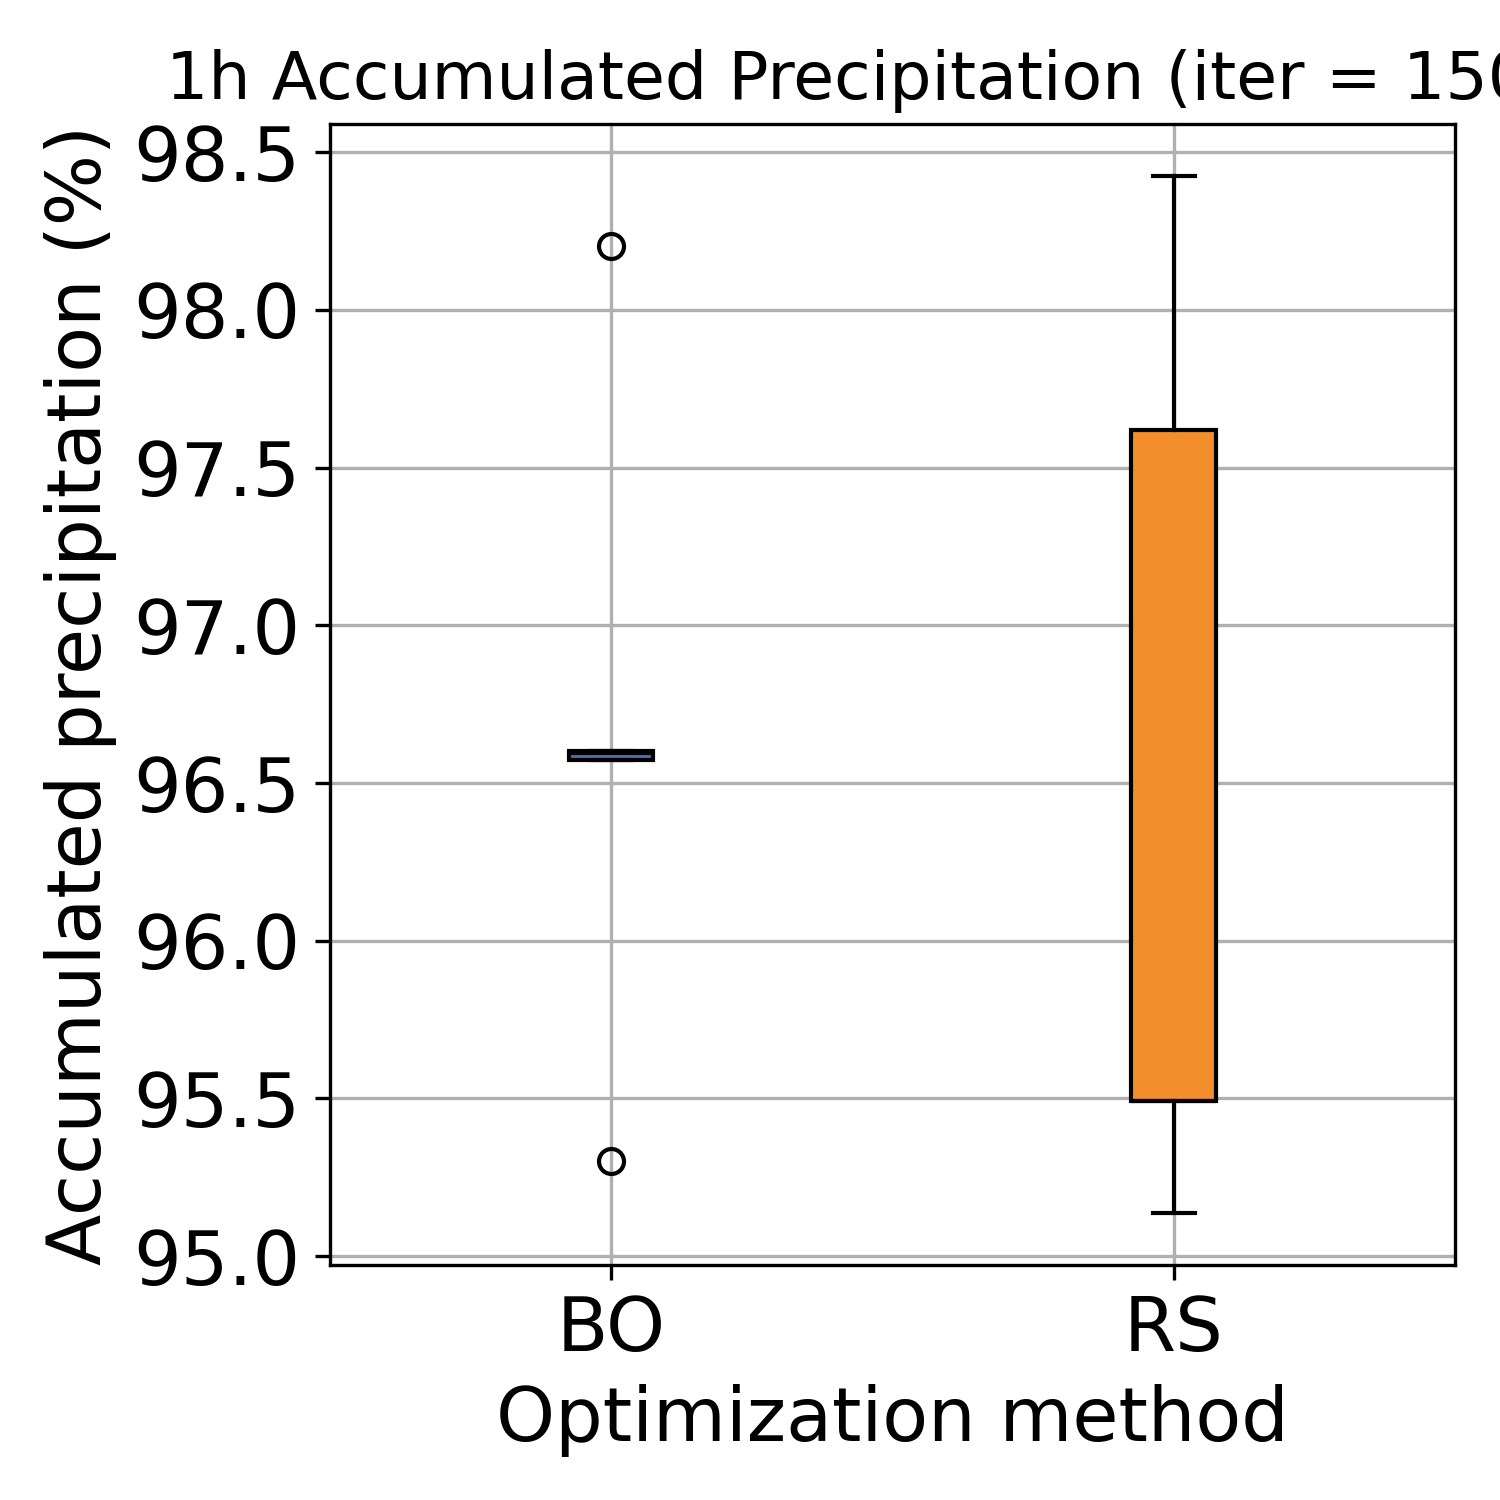 1h Accumulated Precipitation (iter = 150
Accumulated precipitation (%)
98.5
98.0
97.5
97.0
96.5
96.0
95.5
95.0
BO RS
Optimization method